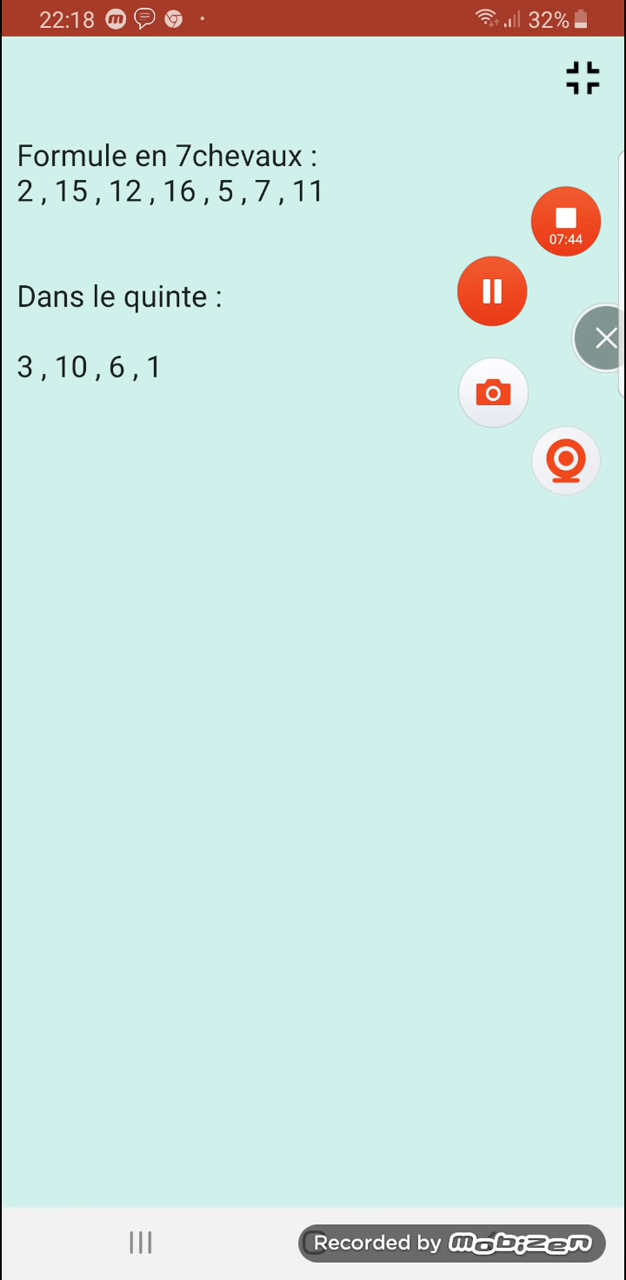 22:18 32%
Formule en 7chevaux :
2 , 15 , 12 , 16 , 5 , 7 , 11
07:44
Dans le quinte :
3 , 10 , 6 , 1
Recorded by mobizen